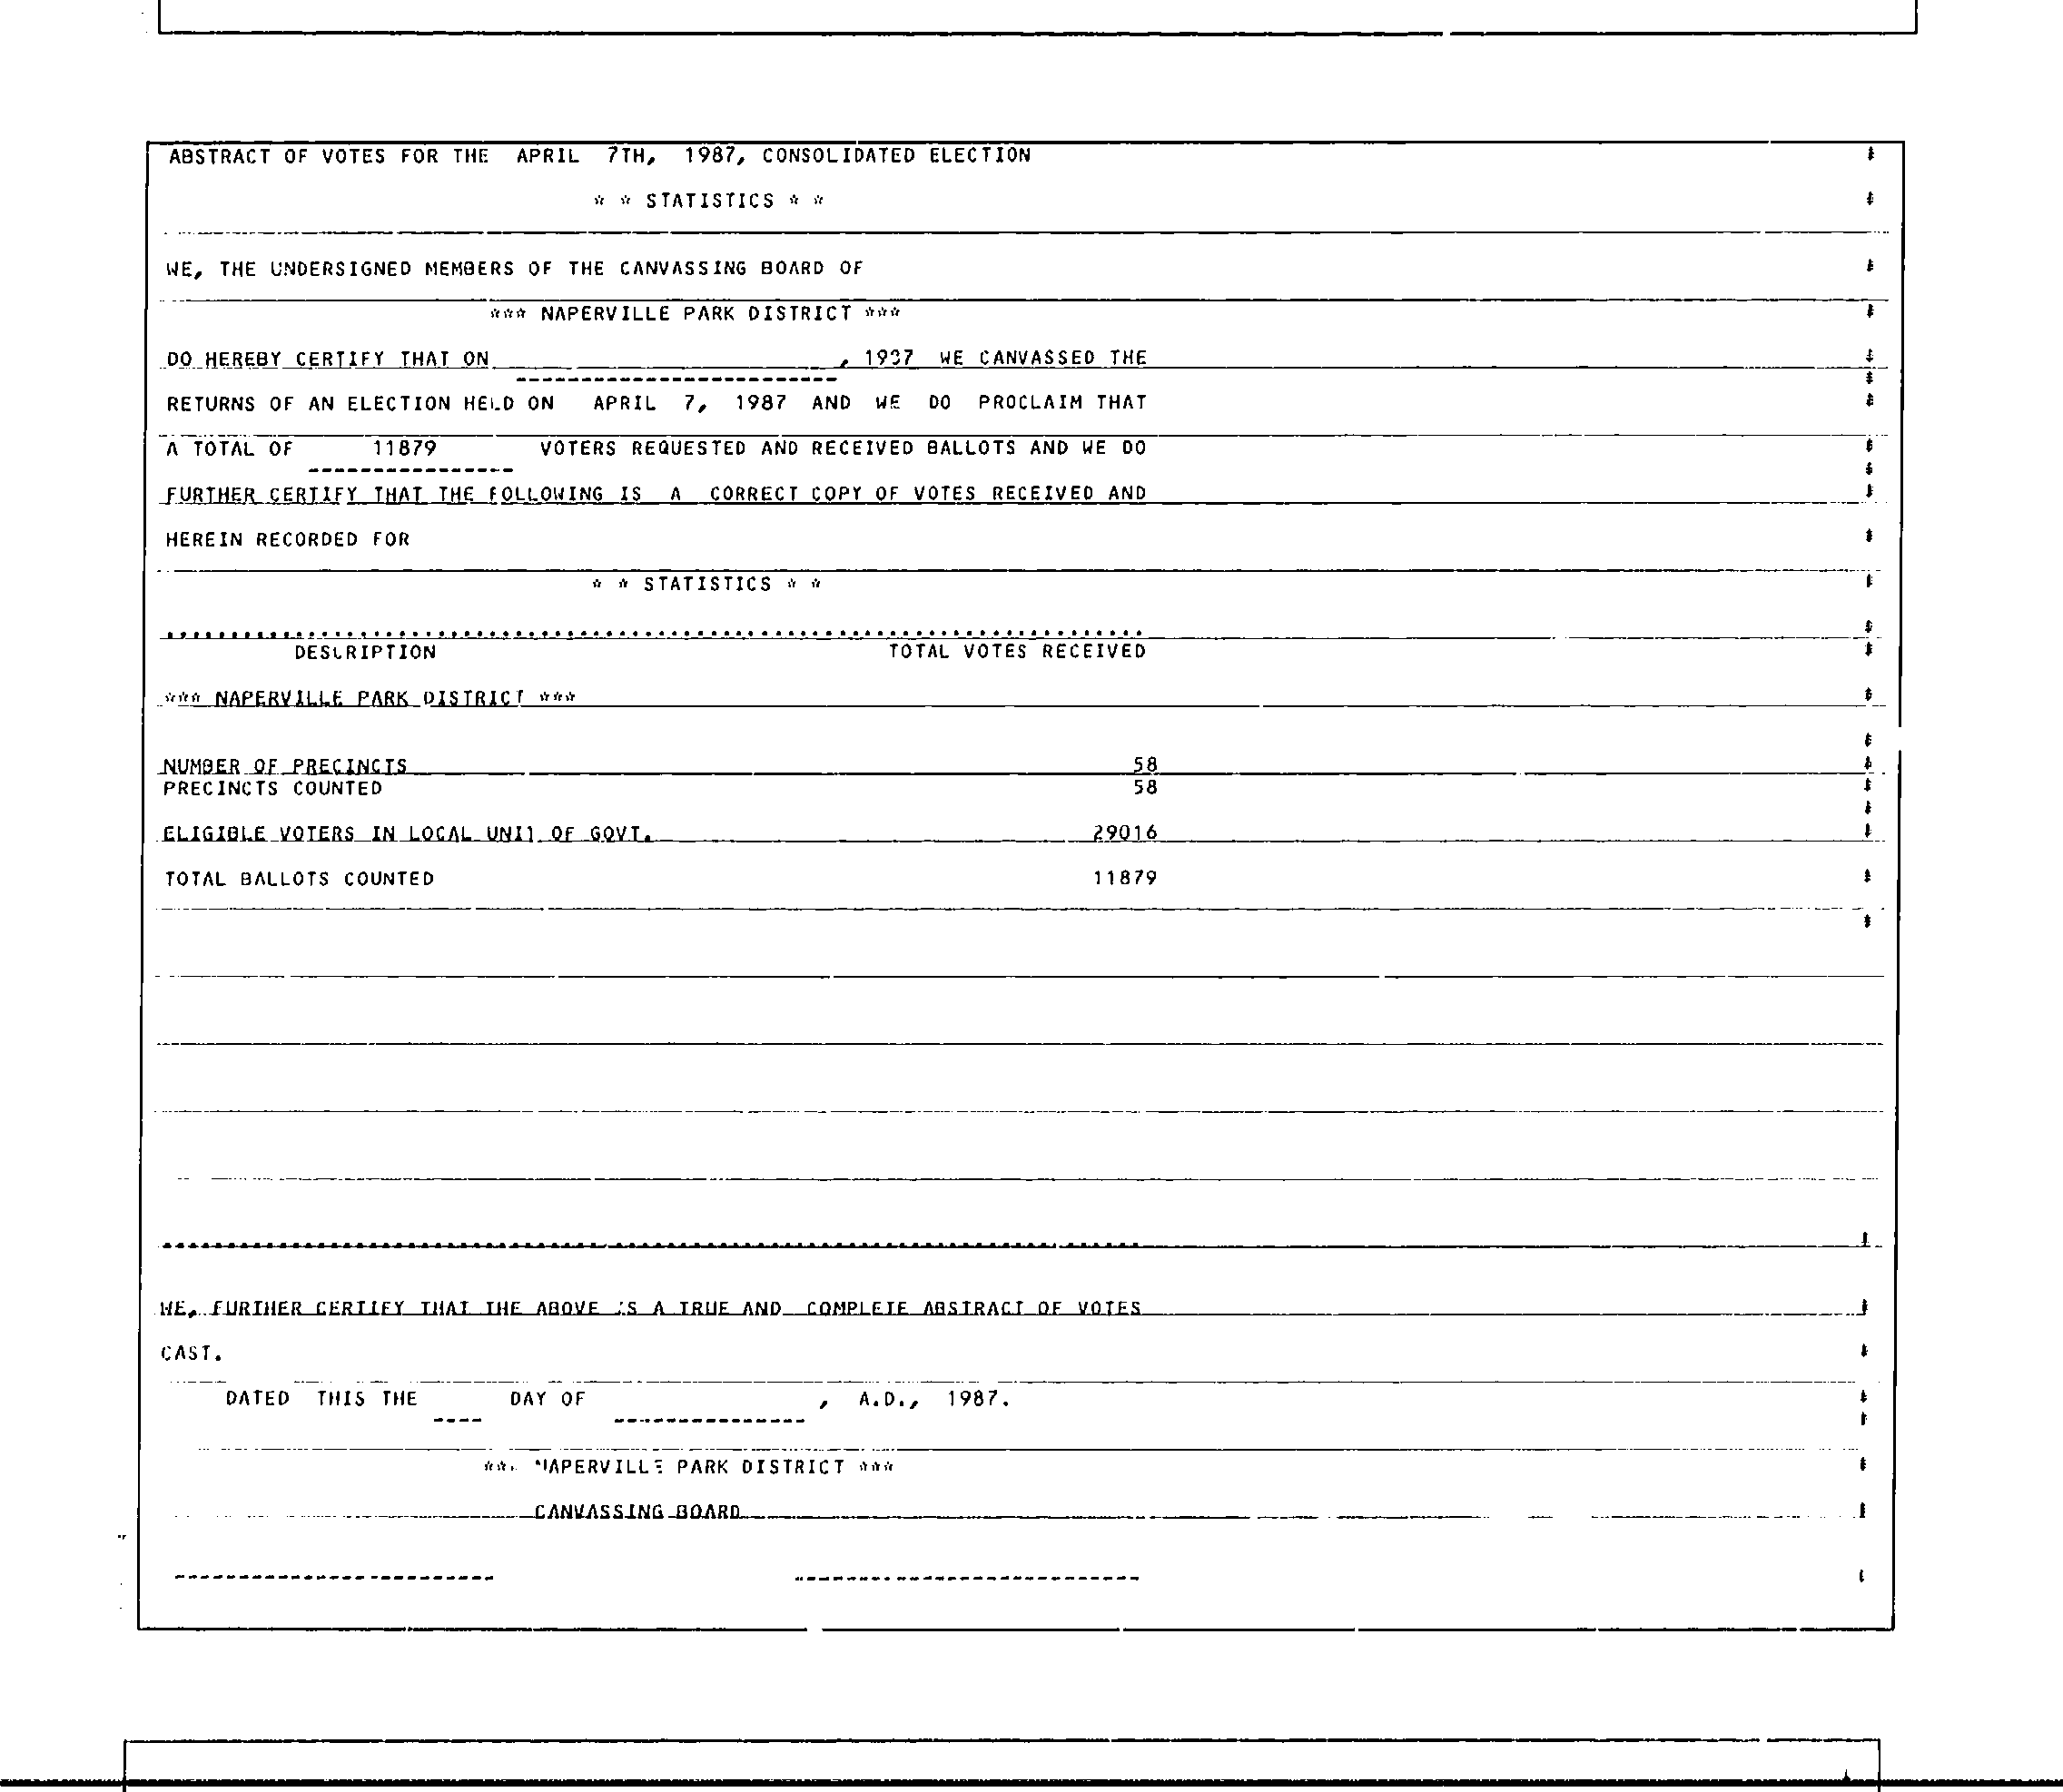 ABSTRACT OF VOTES FOR THE APRIL 7TH, 1987, CONSOLIDATED ELECTION
* * STATISTICS * *
WE, THE UNDERSIGNED MEMBERS OF THE CANVASSING BOARD OF
*** NAPERVILLE PARK DISTRICT ***
DO HEREBY CERTIFY THAT ON , 1987 WE CANVASSED THE
RETURNS OF AN ELECTION HELD ON APRIL 7, 1987 AND WE DO PROCLAIM THAT
A TOTAL OF 11879 VOTERS REQUESTED AND RECEIVED BALLOTS AND WE DO
FURTHER CERTIFY THAT THE FOLLOWING IS A CORRECT COPY OF VOTES RECEIVED AND
HEREIN RECORDED FOR
* * STATISTICS * *
DESCRIPTION TOTAL VOTES RECEIVED
*** NAPERVILLE PARK DISTRICT ***
NUMBER OF PRECINCTS 58
PRECINCTS COUNTED 58
ELIGIBLE VOTERS IN LOCAL UNIT OF GOVT. 29016
TOTAL BALLOTS COUNTED 11879
WE, FURTHER CERTIFY THAT THE ABOVE IS A TRUE AND COMPLETE ABSTRACT OF VOTES
CAST.
DATED THIS THE DAY OF , A.D., 1987.
*** NAPERVILLE PARK DISTRICT ***
CANVASSING BOARD